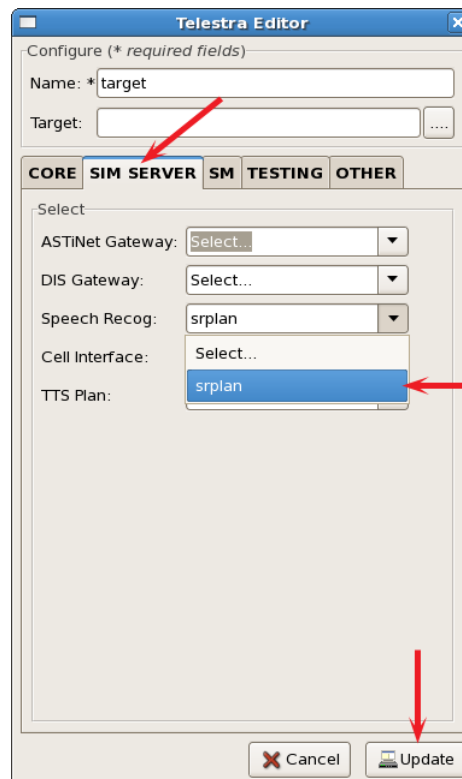 Telestra Editor
Configure (* required fields)
Name: * target
Target: ....
CORE SIM SERVER SM TESTING OTHER
Select
ASTiNet Gateway: Select...
DIS Gateway: Select...
Speech Recog: srplan
Cell Interface: Select...
srplan
TTS Plan:
Cancel Update